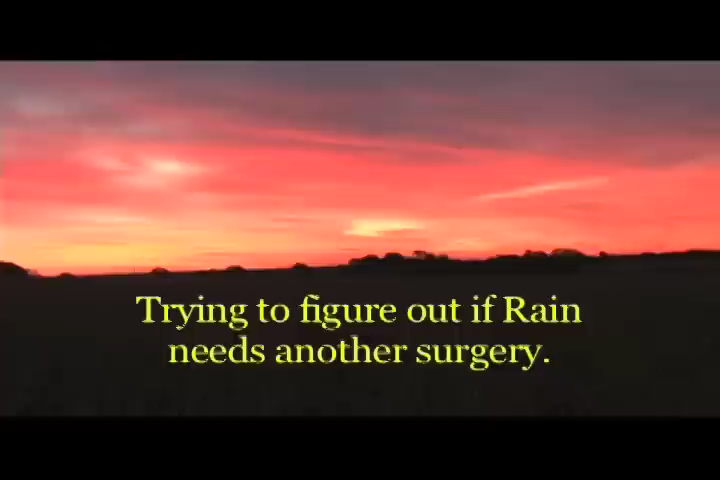 Trying to figure out if Rain
needs another surgery.